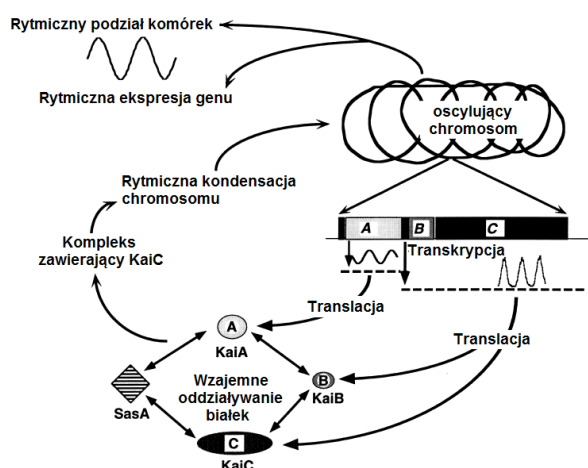 Rytmiczny podział komórek
Rytmiczna ekspresja genu
oscylujący
chromosom
Rytmiczna kondensacja
chromosomu
A
B
C
Transkrypcja
Kompleks
zawierający KaiC
Translacja
Translacja
A
KaiA
B
KaiB
Wzajemne
oddziaływanie
białek
SasA
C
KaiC